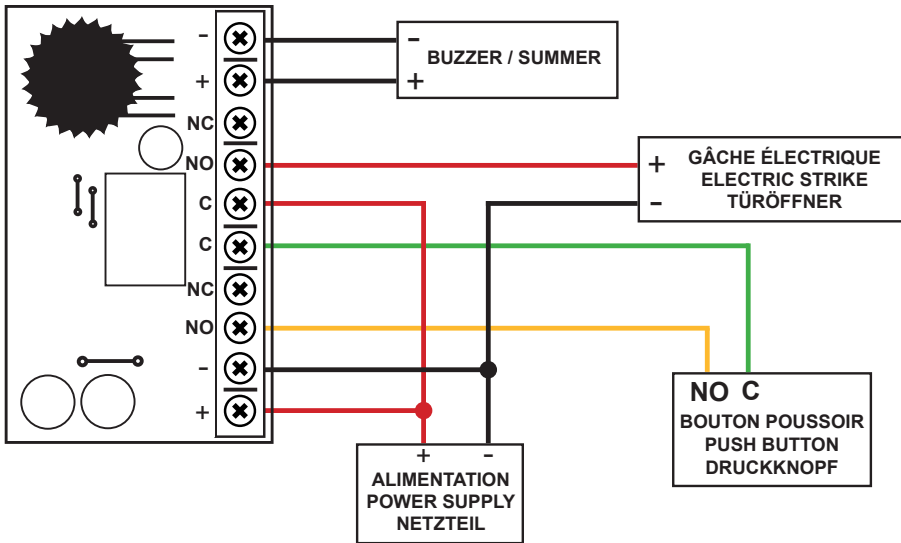 -
+
NC
NO
C
C
NC
NO
-
+
-
+
BUZZER / SUMMER
+
-
GÂCHE ÉLECTRIQUE
ELECTRIC STRIKE
TÜRÖFFNER
NO C
BOUTON POUSSOIR
PUSH BUTTON
DRUCKKNOPF
+ -
ALIMENTATION
POWER SUPPLY
NETZTEIL